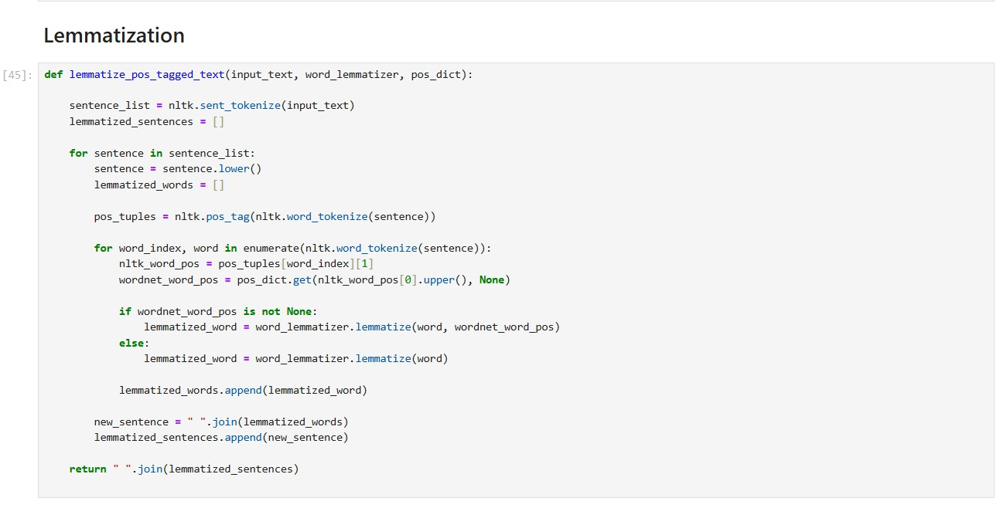 Lemmatization
[45]: def lemmatize_pos_tagged_text(input_text, word_lemmatizer, pos_dict):
    sentence_list = nltk.sent_tokenize(input_text)
    lemmatized_sentences = []
    for sentence in sentence_list:
        sentence = sentence.lower()
        lemmatized_words = []
        pos_tuples = nltk.pos_tag(nltk.word_tokenize(sentence))
        for word_index, word in enumerate(nltk.word_tokenize(sentence)):
            nltk_word_pos = pos_tuples[word_index][1]
            wordnet_word_pos = pos_dict.get(nltk_word_pos[0].upper(), None)
            if wordnet_word_pos is not None:
                lemmatized_word = word_lemmatizer.lemmatize(word, wordnet_word_pos)
            else:
                lemmatized_word = word_lemmatizer.lemmatize(word)
            lemmatized_words.append(lemmatized_word)
        new_sentence = " ".join(lemmatized_words)
        lemmatized_sentences.append(new_sentence)
    return " ".join(lemmatized_sentences)